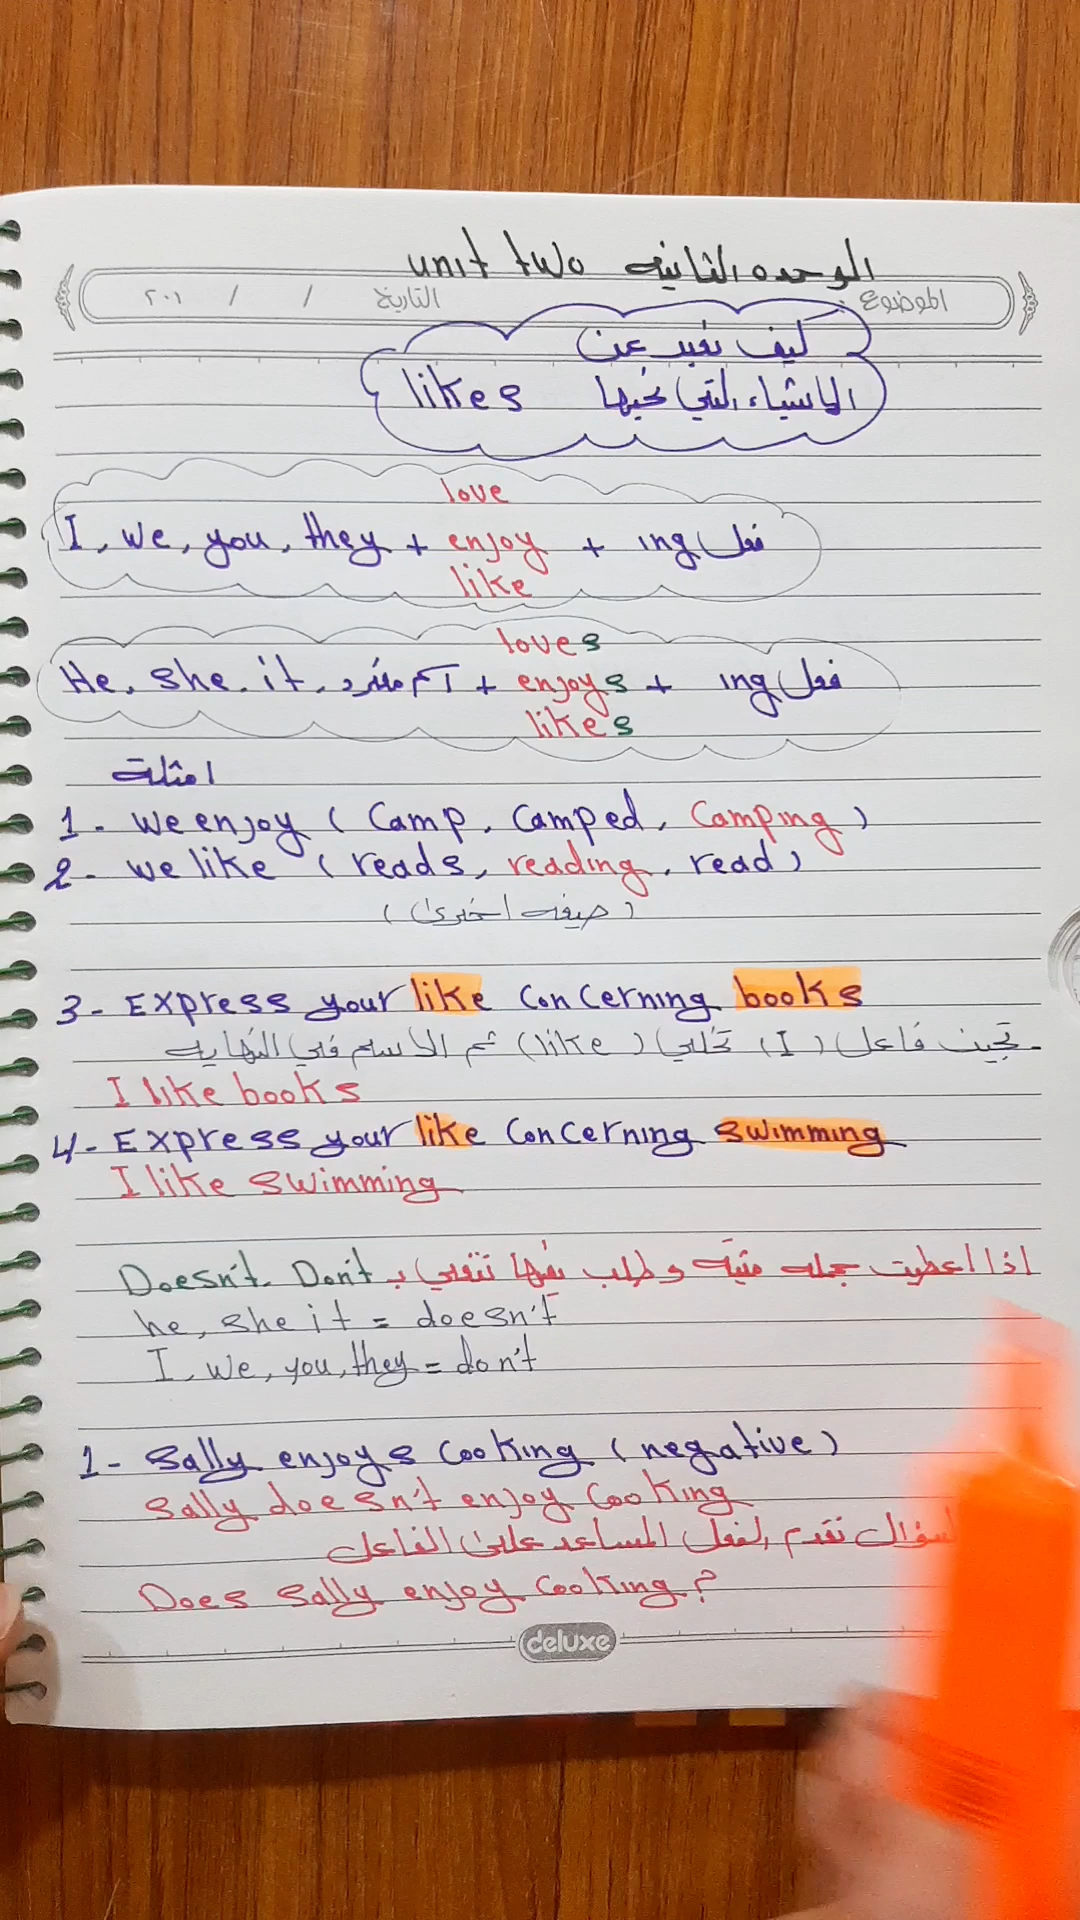 unit two الوحده الثانيه
الموضوع: التاريخ / / ٢٠١
كيف نعبر عن
الاشياء التي نحبها likes
love
I, we, you, they + enjoy + ing فعل
like
loves
He, she, it, اسم مفرد + enjoys + ing فعل
likes
امثلة
1- we enjoy (Camp, Camped, Camping)
2- we like (reads, reading, read)
(صيغه اخرى)
3- Express your like concerning books
فاعل (I) (like) ثم الاسم في النهايه
I like books
4- Express your like concerning swimming
I like swimming
اذا اعطيت جمله مثبته وطلب نفيها ننفي بـ Don't, Doesn't
he, she it = doesn't
I, we, you, they = don't
1- Sally enjoys cooking (negative)
Sally doesn't enjoy cooking
نقدم الفعل المساعد على الفاعل
Does Sally enjoy cooking?
deluxe